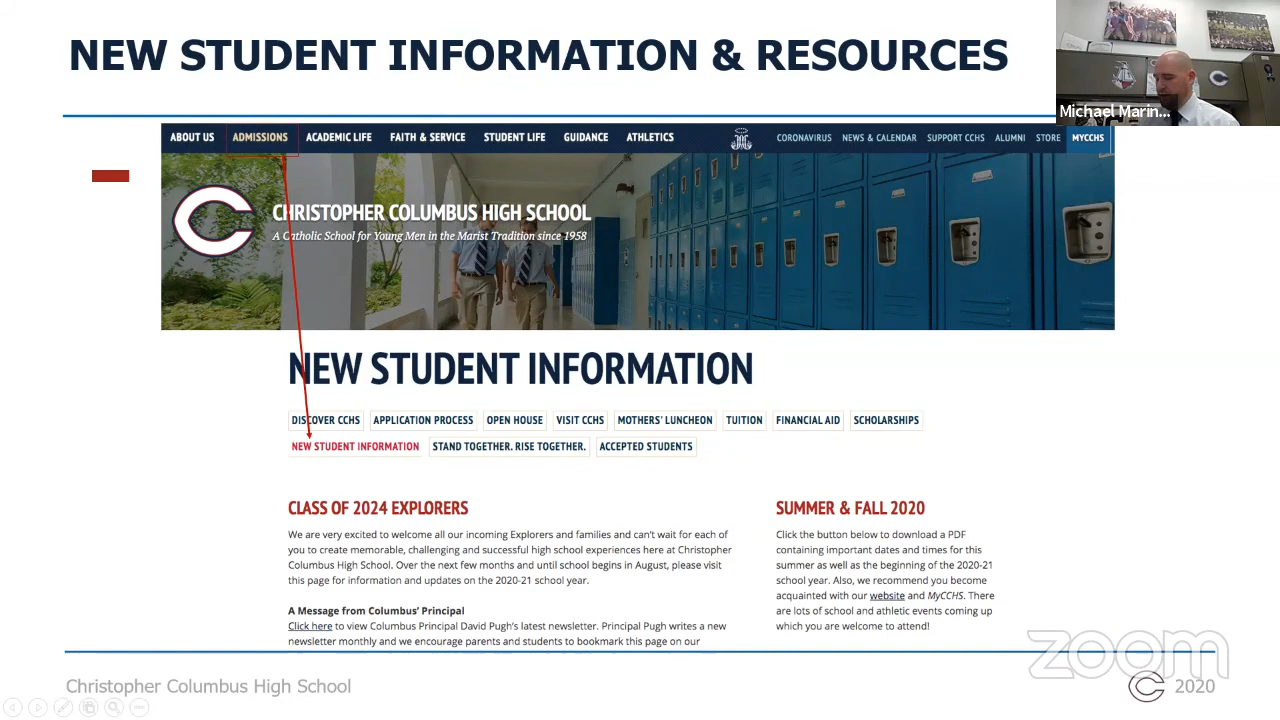 NEW STUDENT INFORMATION & RESOURCES
Michael Marin...
ABOUT US ADMISSIONS ACADEMIC LIFE FAITH & SERVICE STUDENT LIFE GUIDANCE ATHLETICS CORONAVIRUS NEWS & CALENDAR SUPPORT CCHS ALUMNI STORE MYCCHS
C
CHRISTOPHER COLUMBUS HIGH SCHOOL
A Catholic School for Young Men in the Marist Tradition since 1958
NEW STUDENT INFORMATION
DISCOVER CCHS APPLICATION PROCESS OPEN HOUSE VISIT CCHS MOTHERS' LUNCHEON TUITION FINANCIAL AID SCHOLARSHIPS
NEW STUDENT INFORMATION STAND TOGETHER. RISE TOGETHER. ACCEPTED STUDENTS
CLASS OF 2024 EXPLORERS
We are very excited to welcome all our incoming Explorers and families and can't wait for each of
you to create memorable, challenging and successful high school experiences here at Christopher
Columbus High School. Over the next few months and until school begins in August, please visit
this page for information and updates on the 2020-21 school year.
A Message from Columbus' Principal
Click here to view Columbus Principal David Pugh's latest newsletter. Principal Pugh writes a new
newsletter monthly and we encourage parents and students to bookmark this page on our
SUMMER & FALL 2020
Click the button below to download a PDF
containing important dates and times for this
summer as well as the beginning of the 2020-21
school year. Also, we recommend you become
acquainted with our website and MyCCHS. There
are lots of school and athletic events coming up
which you are welcome to attend!
zoom
Christopher Columbus High School
C 2020